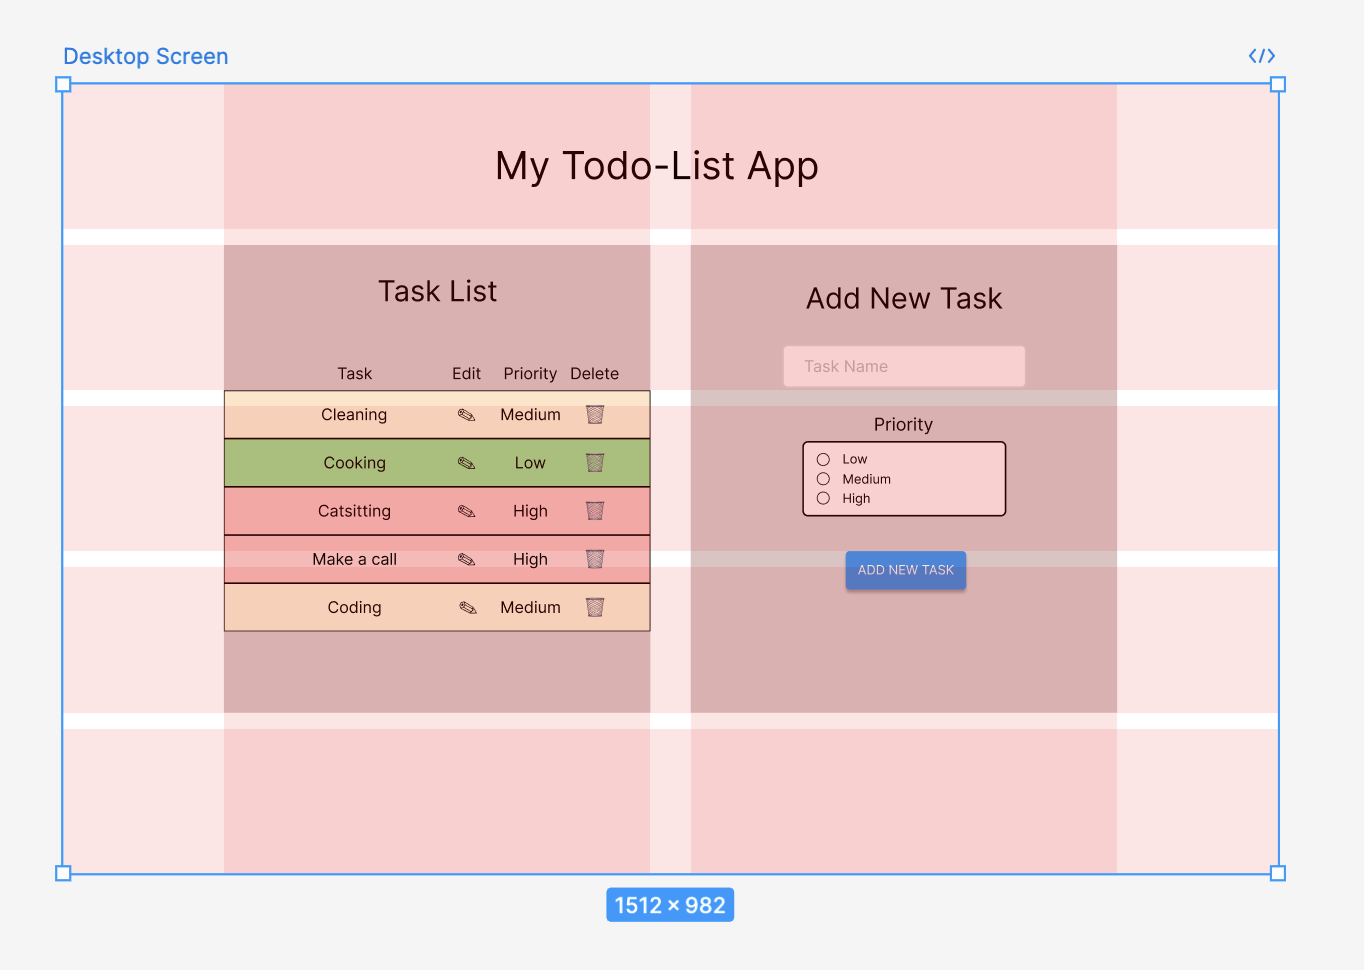 Desktop Screen
My Todo-List App
Task List
Task Edit Priority Delete
Cleaning Medium
Cooking Low
Catsitting High
Make a call High
Coding Medium
Add New Task
Task Name
Priority
Low
Medium
High
ADD NEW TASK
1512 × 982